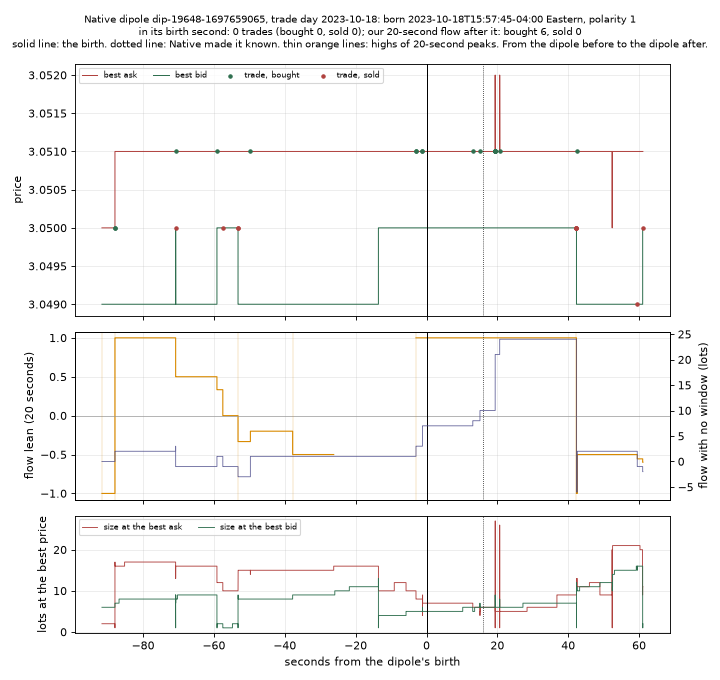 Native dipole dip-19648-1697659065, trade day 2023-10-18: born 2023-10-18T15:57:45-04:00 Eastern, polarity 1
in its birth second: 0 trades (bought 0, sold 0); our 20-second flow after it: bought 6, sold 0
solid line: the birth. dotted line: Native made it known. thin orange lines: highs of 20-second peaks. From the dipole before to the dipole after.
best ask
best bid
trade, bought
trade, sold
3.0520
3.0515
3.0510
3.0505
3.0500
3.0495
3.0490
price
1.0
0.5
0.0
−0.5
−1.0
flow lean (20 seconds)
25
20
15
10
5
0
−5
flow with no window (lots)
size at the best ask
size at the best bid
20
10
0
lots at the best price
−80
−60
−40
−20
0
20
40
60
seconds from the dipole's birth